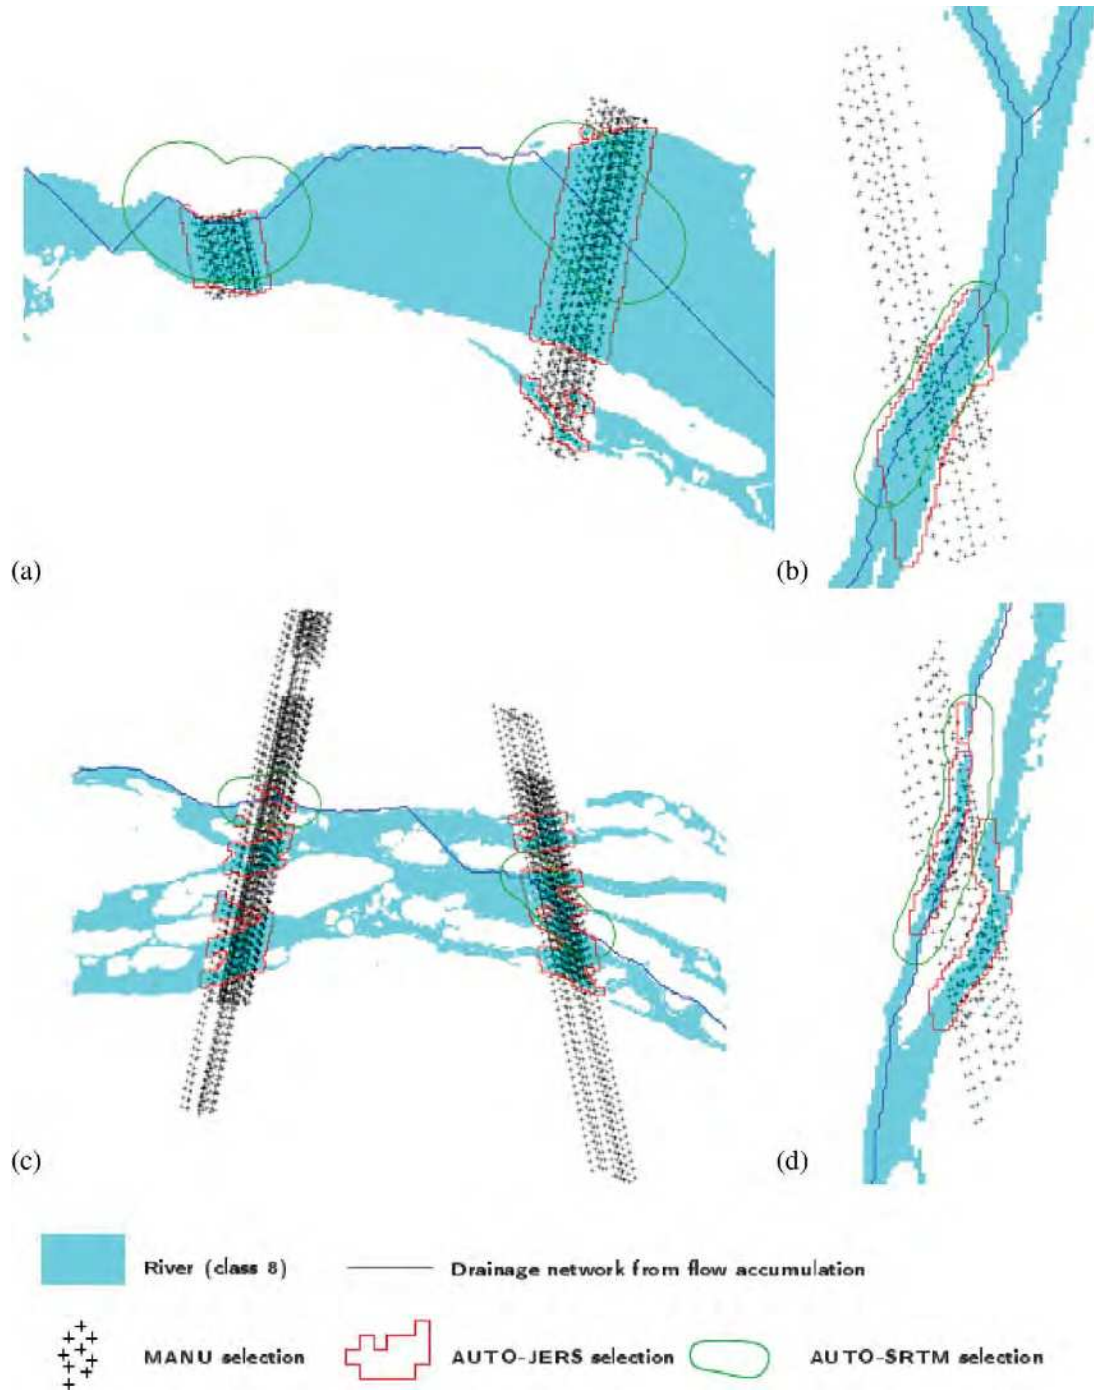 (a)
(b)
(c)
(d)
River (class 8)
Drainage network from flow accumulation
MANU selection
AUTO-JERS selection
AUTO-SRTM selection